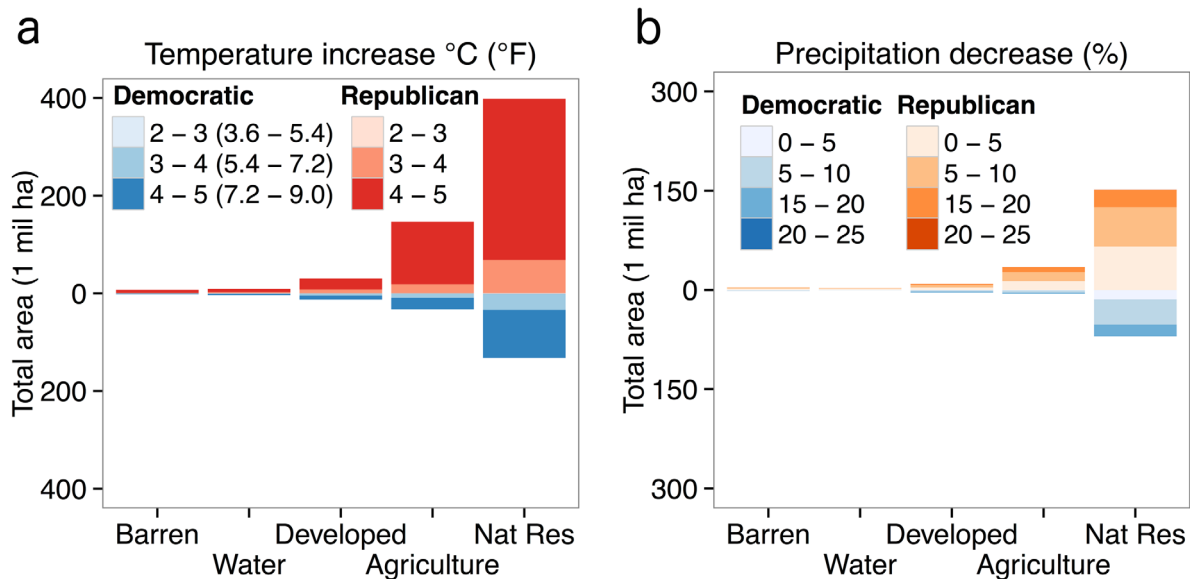 a
Temperature increase °C (°F)
Democratic Republican
2 – 3 (3.6 – 5.4) 2 – 3
3 – 4 (5.4 – 7.2) 3 – 4
4 – 5 (7.2 – 9.0) 4 – 5
Total area (1 mil ha)
400
200
0
200
400
Barren Developed Nat Res
Water Agriculture
b
Precipitation decrease (%)
Democratic Republican
0 – 5 0 – 5
5 – 10 5 – 10
15 – 20 15 – 20
20 – 25 20 – 25
Total area (1 mil ha)
300
150
0
150
300
Barren Developed Nat Res
Water Agriculture